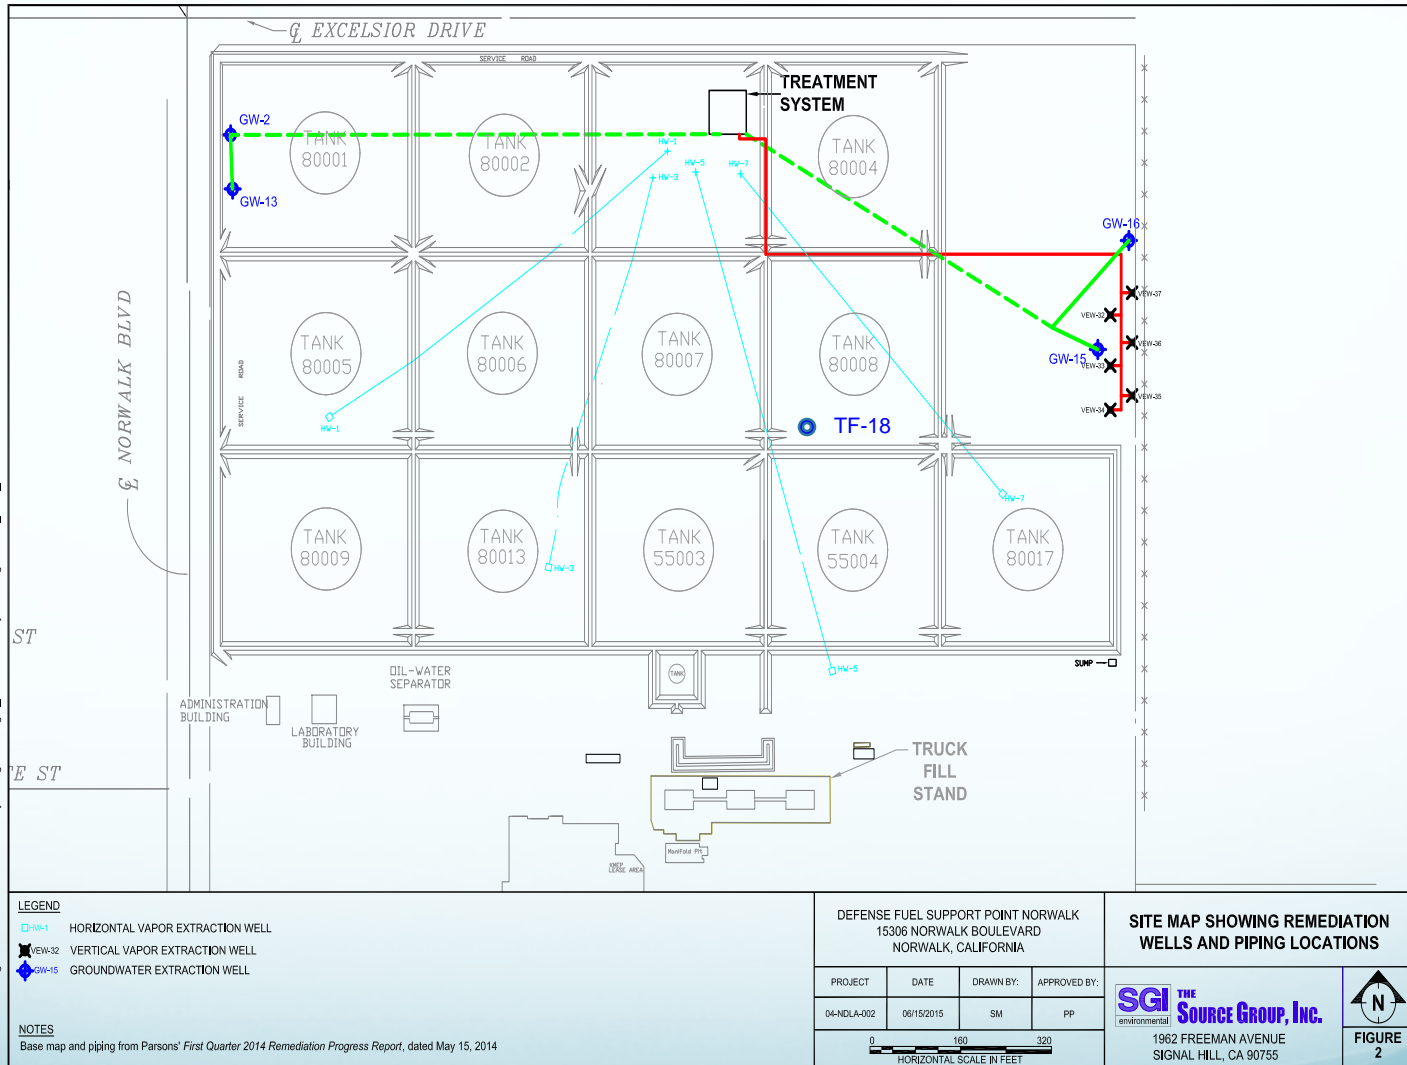 ℄ EXCELSIOR DRIVE
SERVICE ROAD
TREATMENT
SYSTEM
GW-2
GW-13
TANK
80001
TANK
80002
HW-1
HW-3
HW-5
HW-7
TANK
80004
GW-16
℄ NORWALK BLVD
SERVICE ROAD
TANK
80005
TANK
80006
TANK
80007
TANK
80008
VEW-37
VEW-32
VEW-36
GW-15
VEW-33
VEW-35
VEW-34
HW-1
TF-18
HW-7
TANK
80009
TANK
80013
TANK
55003
TANK
55004
TANK
80017
HW-3
ST
HW-5
SUMP
OIL-WATER
SEPARATOR
TANK
ADMINISTRATION
BUILDING
LABORATORY
BUILDING
E ST
TRUCK
FILL
STAND
Manifold Pit
KMEP
LEASE AREA
LEGEND
HW-1 HORIZONTAL VAPOR EXTRACTION WELL
VEW-32 VERTICAL VAPOR EXTRACTION WELL
GW-15 GROUNDWATER EXTRACTION WELL
NOTES
Base map and piping from Parsons' First Quarter 2014 Remediation Progress Report, dated May 15, 2014
DEFENSE FUEL SUPPORT POINT NORWALK
15306 NORWALK BOULEVARD
NORWALK, CALIFORNIA
PROJECT DATE DRAWN BY: APPROVED BY:
04-NDLA-002 06/15/2015 SM PP
0 160 320
HORIZONTAL SCALE IN FEET
SITE MAP SHOWING REMEDIATION
WELLS AND PIPING LOCATIONS
SGI
environmental
THE
SOURCE GROUP, INC.
1962 FREEMAN AVENUE
SIGNAL HILL, CA 90755
N
FIGURE
2